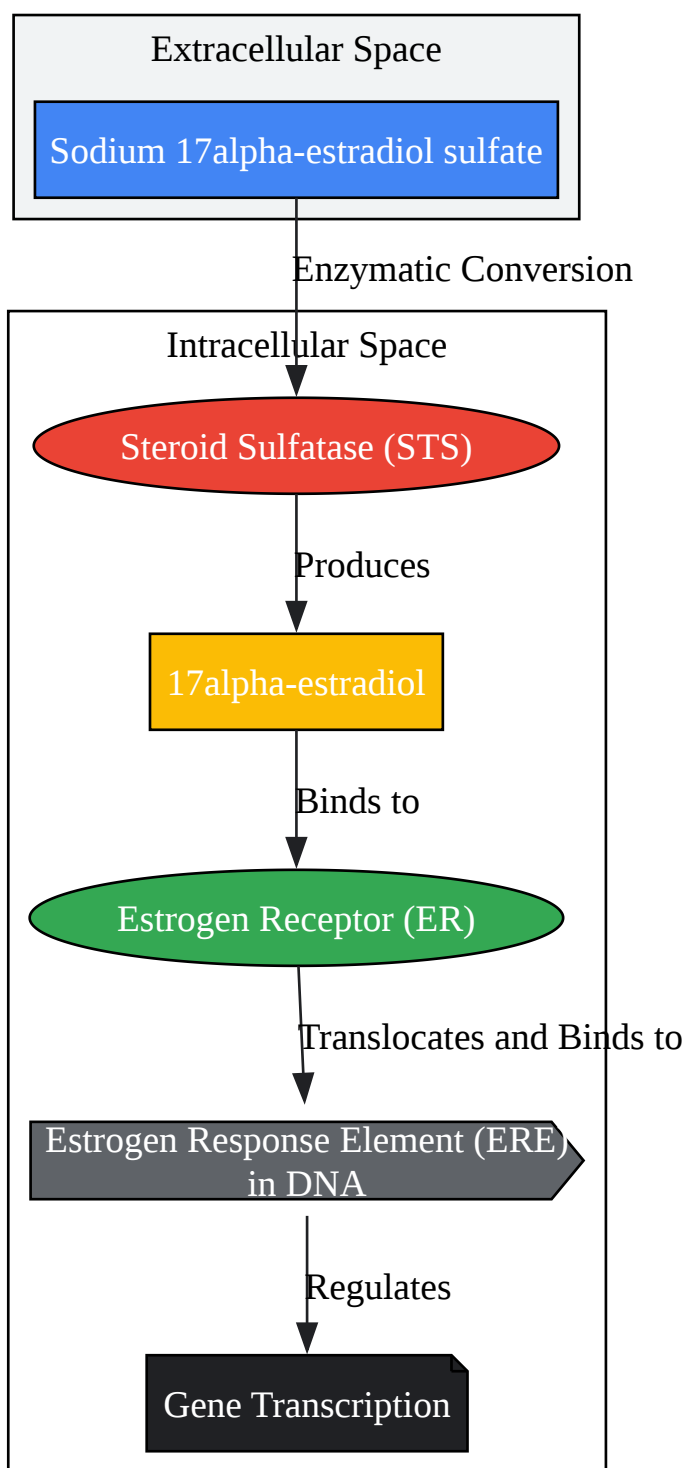 Extracellular Space
Sodium 17alpha-estradiol sulfate
Enzymatic Conversion
Intracellular Space
Steroid Sulfatase (STS)
Produces
17alpha-estradiol
Binds to
Estrogen Receptor (ER)
Translocates and Binds to
Estrogen Response Element (ERE)
in DNA
Regulates
Gene Transcription